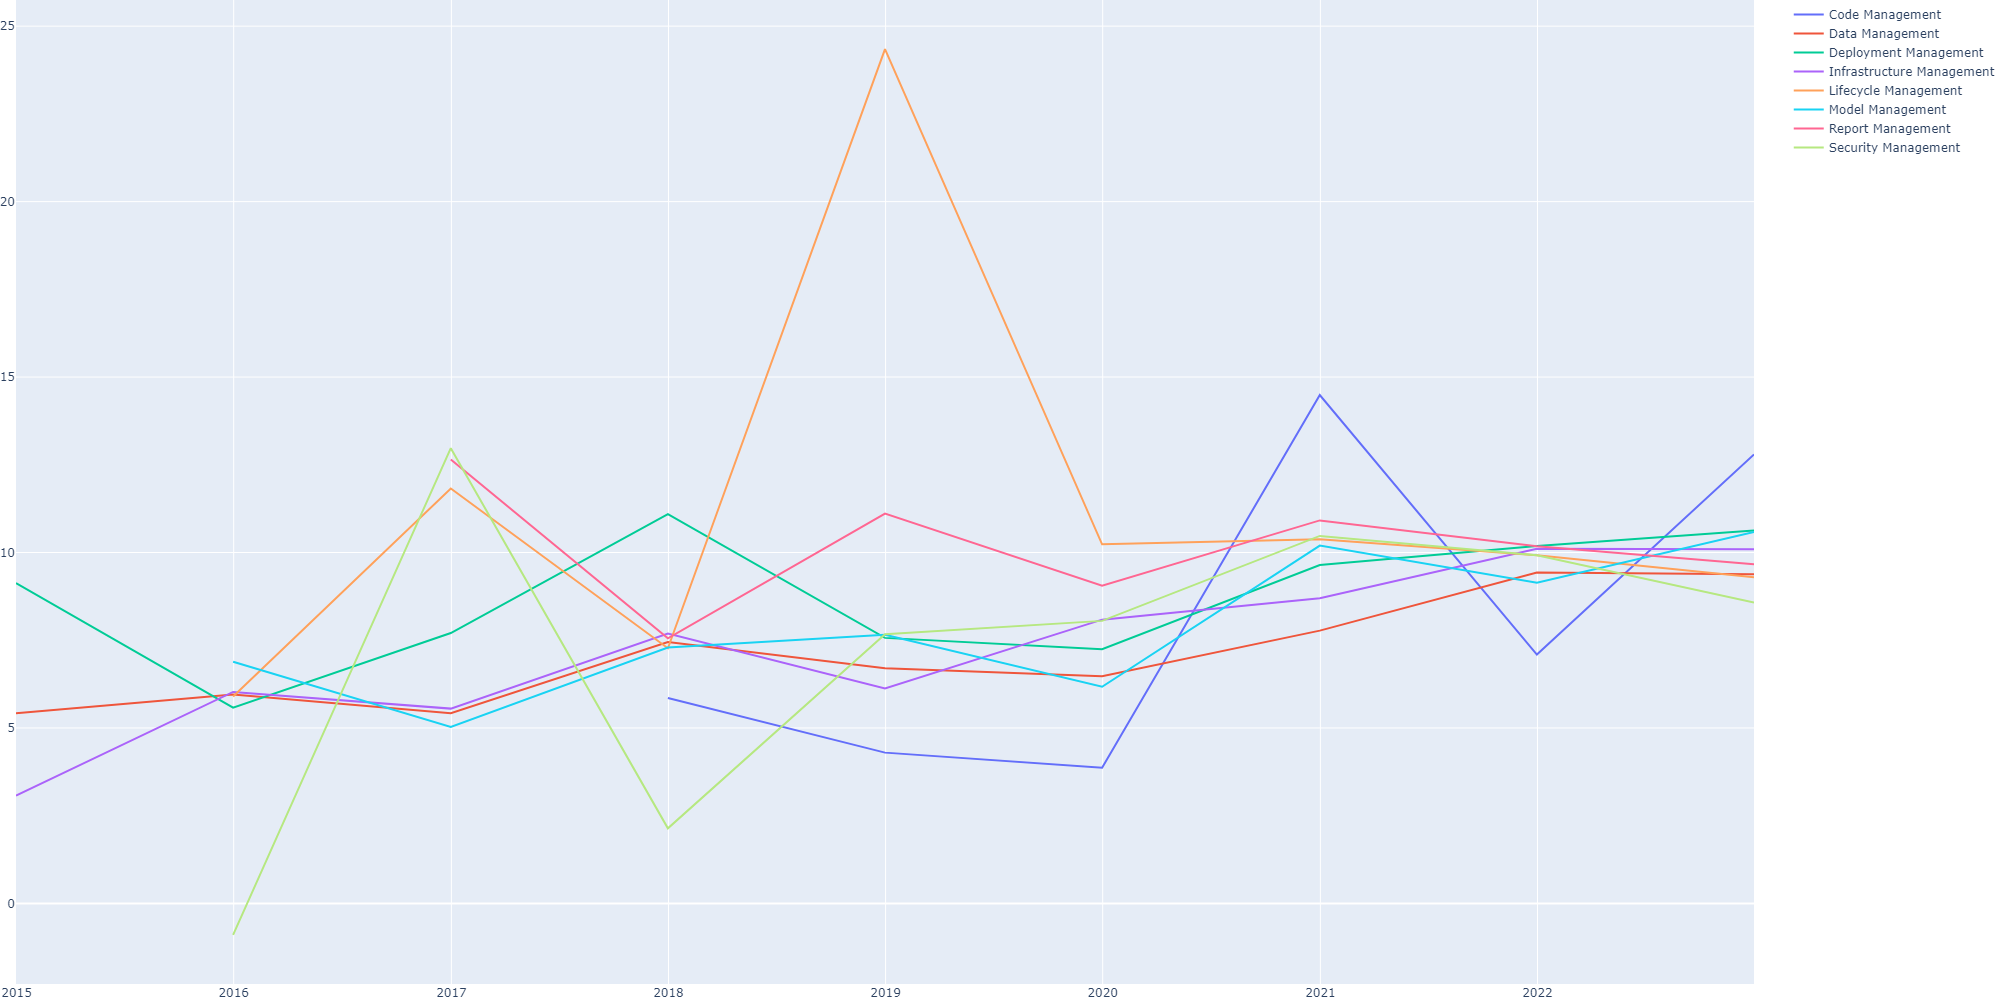 25
20
15
10
5
0
2015
2016
2017
2018
2019
2020
2021
2022
Code Management
Data Management
Deployment Management
Infrastructure Management
Lifecycle Management
Model Management
Report Management
Security Management